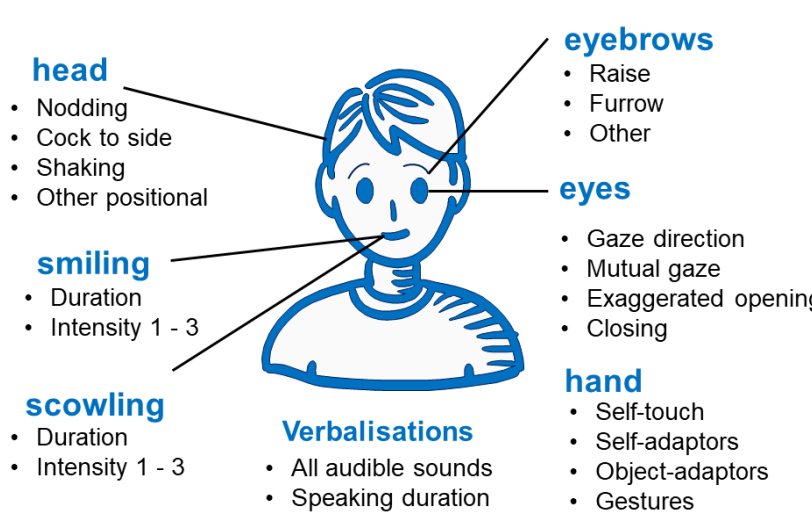 head
• Nodding
• Cock to side
• Shaking
• Other positional
smiling
• Duration
• Intensity 1 - 3
scowling
• Duration
• Intensity 1 - 3
Verbalisations
• All audible sounds
• Speaking duration
eyebrows
• Raise
• Furrow
• Other
eyes
• Gaze direction
• Mutual gaze
• Exaggerated opening
• Closing
hand
• Self-touch
• Self-adaptors
• Object-adaptors
• Gestures